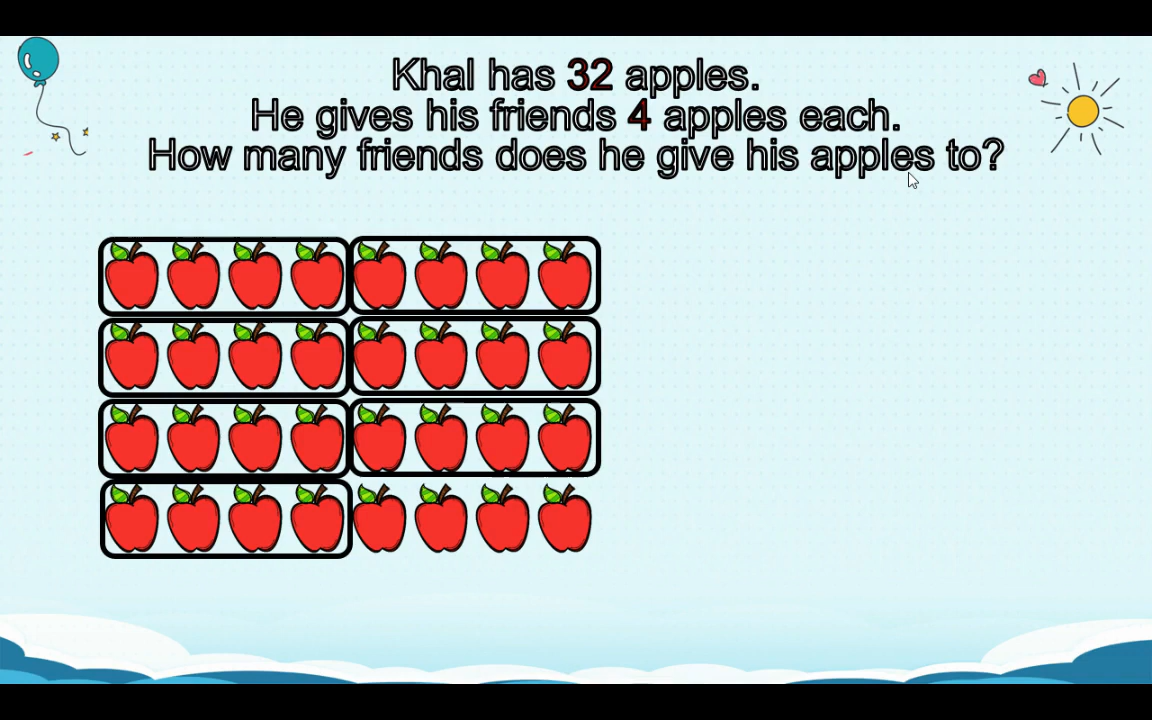 Khal has 32 apples.
He gives his friends 4 apples each.
How many friends does he give his apples to?